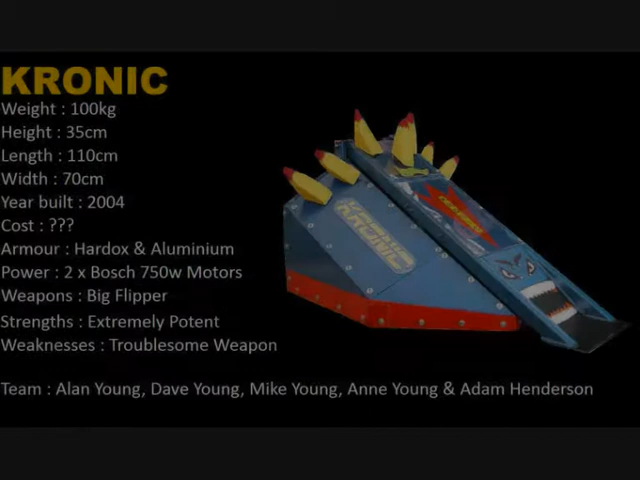 KRONIC
Weight : 100kg
Height : 35cm
Length : 110cm
Width : 70cm
Year built : 2004
Cost : ???
Armour : Hardox & Aluminium
Power : 2 x Bosch 750w Motors
Weapons : Big Flipper
Strengths : Extremely Potent
Weaknesses : Troublesome Weapon
Team : Alan Young, Dave Young, Mike Young, Anne Young & Adam Henderson
KRONIC